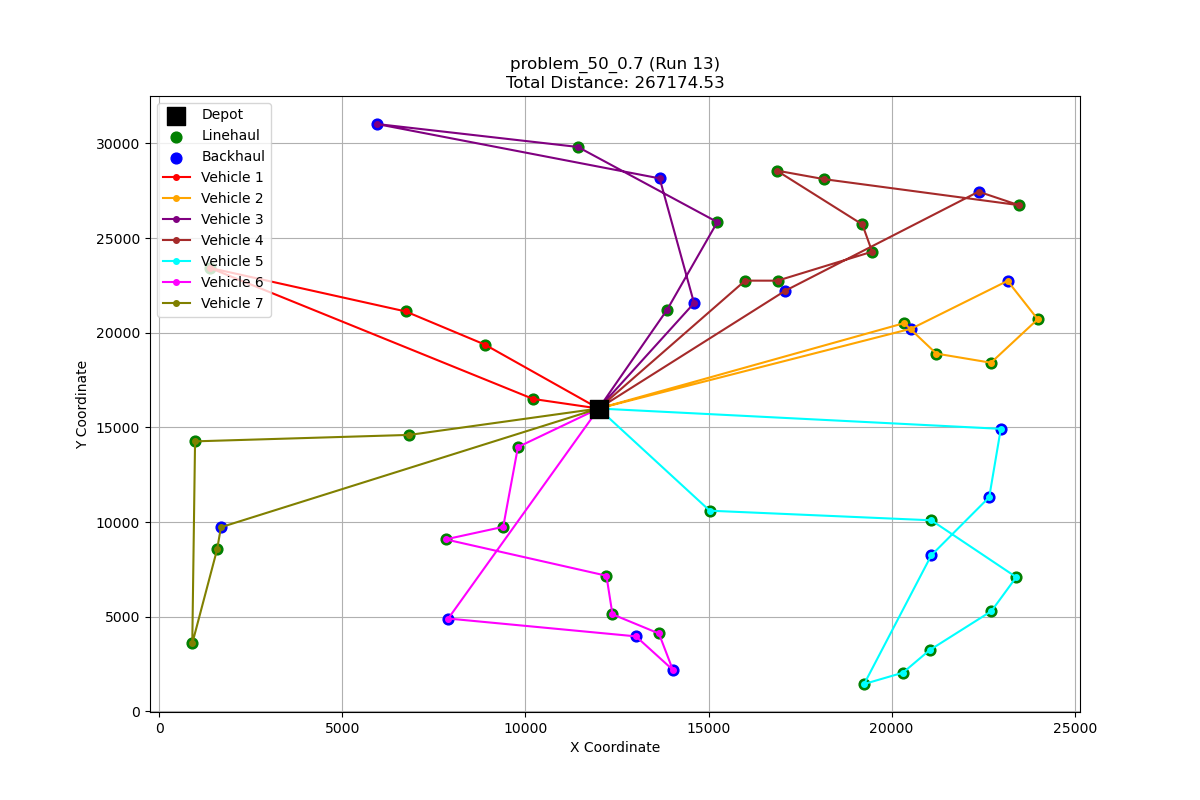 problem_50_0.7 (Run 13)
Total Distance: 267174.53
Depot
Linehaul
Backhaul
Vehicle 1
Vehicle 2
Vehicle 3
Vehicle 4
Vehicle 5
Vehicle 6
Vehicle 7
30000
25000
20000
15000
10000
5000
0
Y Coordinate
0 5000 10000 15000 20000 25000
X Coordinate